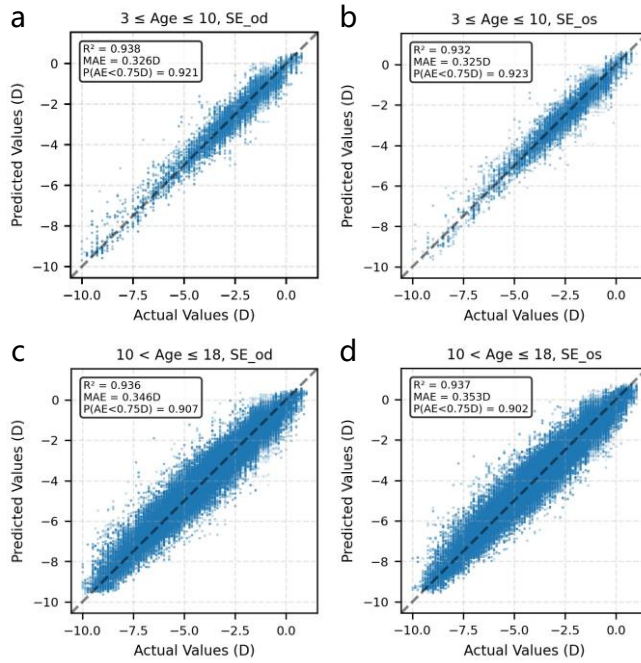 a
3 ≤ Age ≤ 10, SE_od
R² = 0.938
MAE = 0.326D
P(AE<0.75D) = 0.921
Predicted Values (D)
0
−2
−4
−6
−8
−10
−10.0 −7.5 −5.0 −2.5 0.0
Actual Values (D)
b
3 ≤ Age ≤ 10, SE_os
R² = 0.932
MAE = 0.325D
P(AE<0.75D) = 0.923
Predicted Values (D)
0
−2
−4
−6
−8
−10
−10.0 −7.5 −5.0 −2.5 0.0
Actual Values (D)
c
10 < Age ≤ 18, SE_od
R² = 0.936
MAE = 0.346D
P(AE<0.75D) = 0.907
Predicted Values (D)
0
−2
−4
−6
−8
−10
−10.0 −7.5 −5.0 −2.5 0.0
Actual Values (D)
d
10 < Age ≤ 18, SE_os
R² = 0.937
MAE = 0.353D
P(AE<0.75D) = 0.902
Predicted Values (D)
0
−2
−4
−6
−8
−10
−10.0 −7.5 −5.0 −2.5 0.0
Actual Values (D)